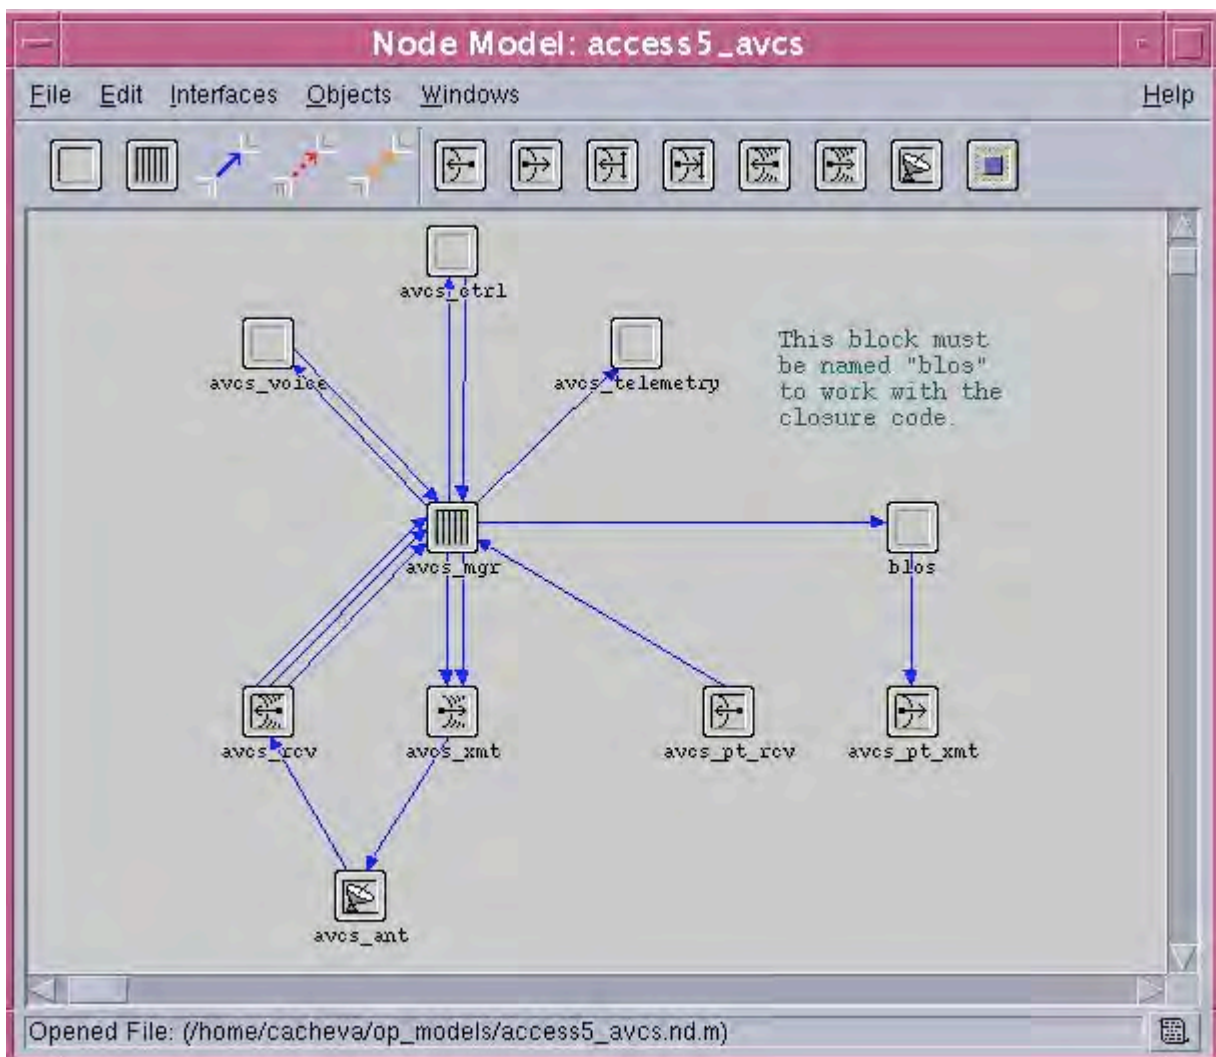 Node Model: access5_avcs
File Edit Interfaces Objects Windows Help
avcs_ctrl
avcs_voice
avcs_telemetry
This block must
be named "blos"
to work with the
closure code.
avcs_mgr
blos
avcs_rcv
avcs_xmt
avcs_pt_rcv
avcs_pt_xmt
avcs_ant
Opened File: (/home/cacheva/op_models/access5_avcs.nd.m)